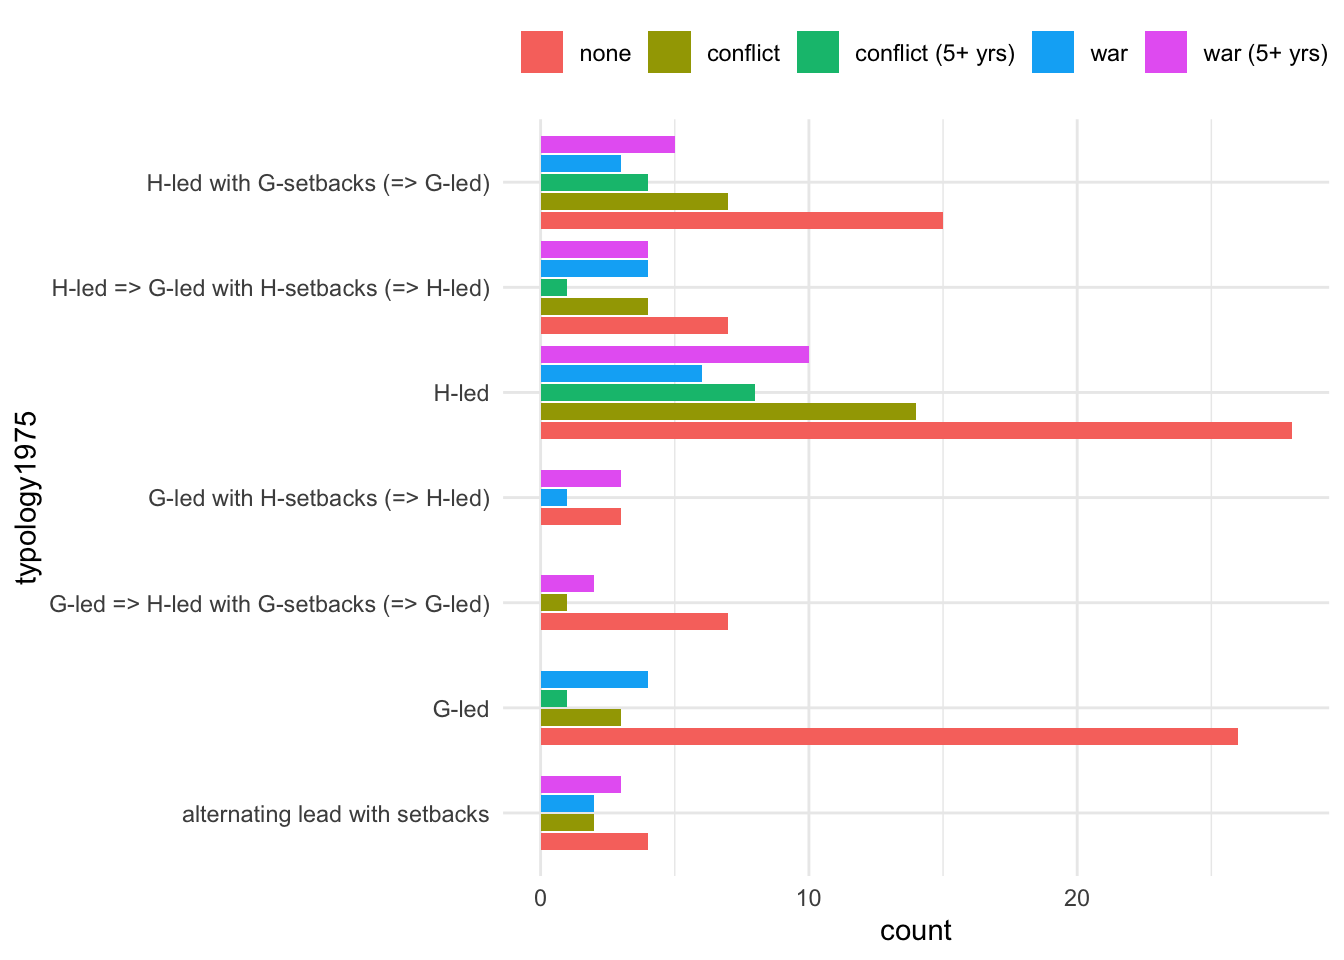 none conflict conflict (5+ yrs) war war (5+ yrs)
H-led with G-setbacks (=> G-led)
H-led => G-led with H-setbacks (=> H-led)
H-led
G-led with H-setbacks (=> H-led)
G-led => H-led with G-setbacks (=> G-led)
G-led
alternating lead with setbacks
typology1975
0 10 20
count